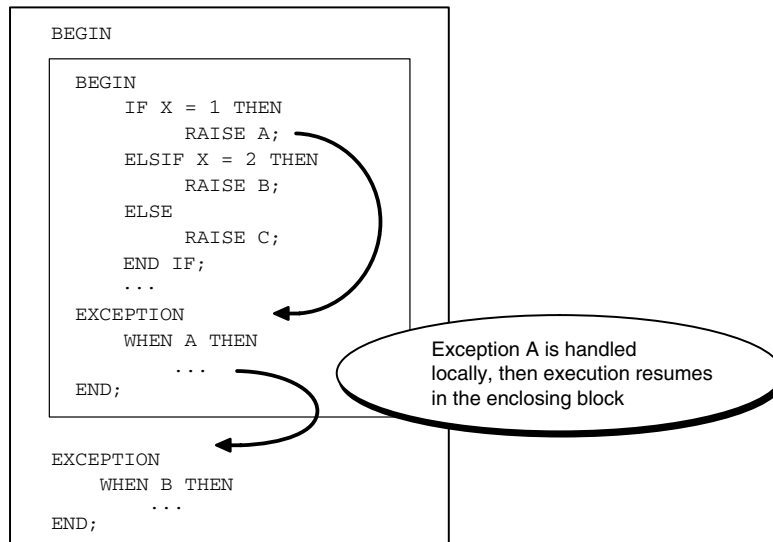 BEGIN
BEGIN
IF X = 1 THEN
RAISE A;
ELSIF X = 2 THEN
RAISE B;
ELSE
RAISE C;
END IF;
...
EXCEPTION
WHEN A THEN
...
END;
Exception A is handled
locally, then execution resumes
in the enclosing block
EXCEPTION
WHEN B THEN
...
END;